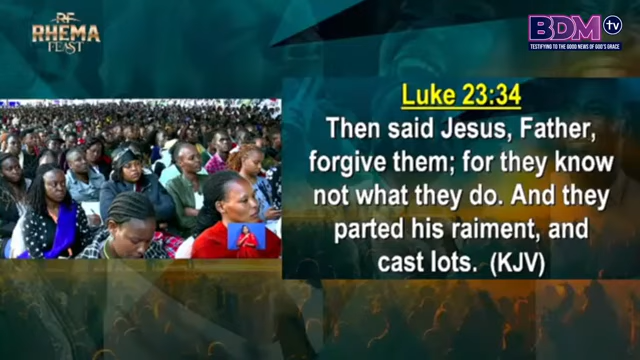 RF
RHEMA
FEAST
BDM tv
TESTIFYING TO THE GOOD NEWS OF GOD'S GRACE
Luke 23:34
Then said Jesus, Father,
forgive them; for they know
not what they do. And they
parted his raiment, and
cast lots. (KJV)